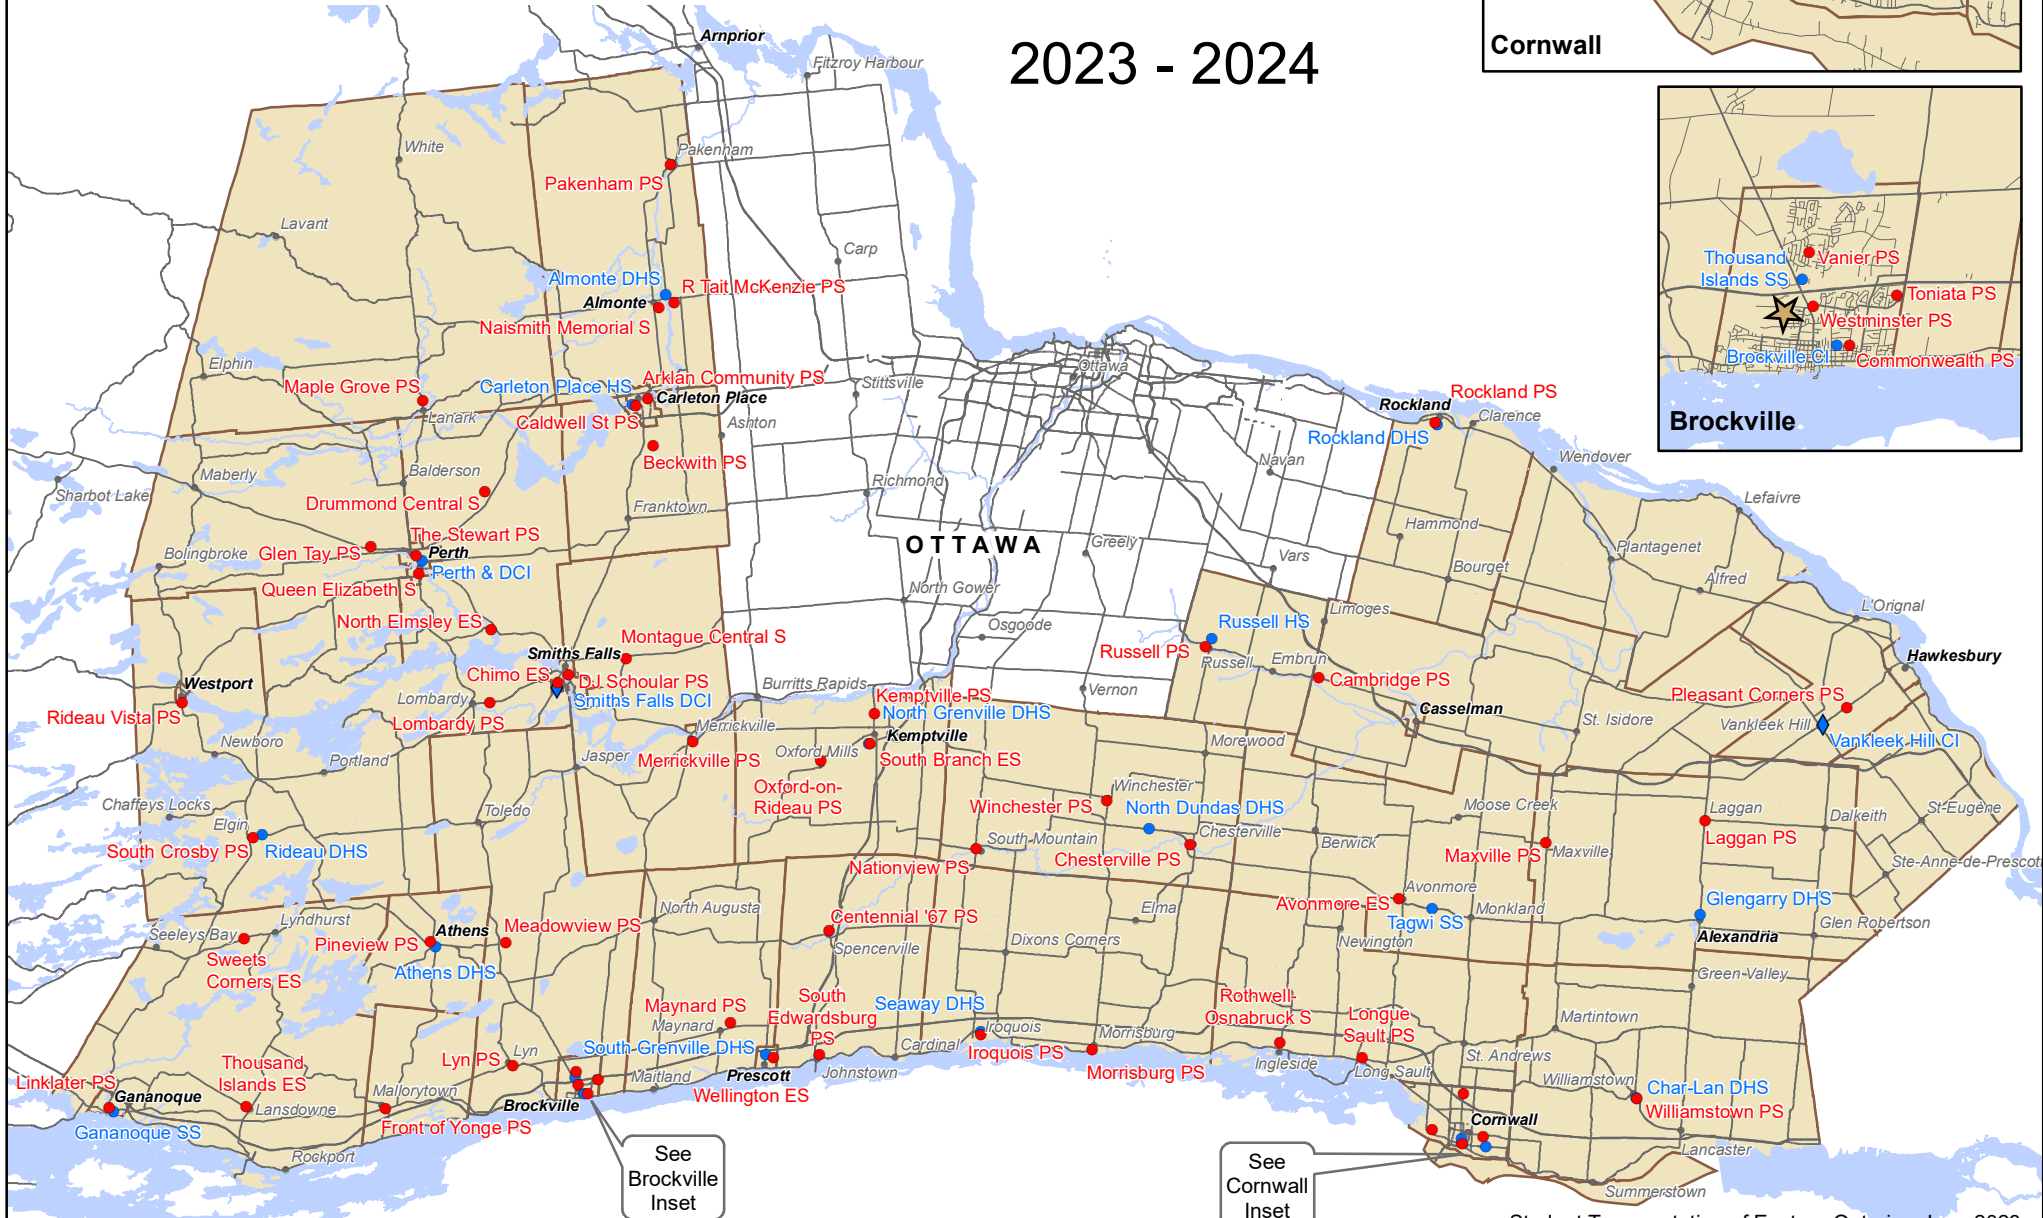 2023 - 2024
Cornwall
Arnprior
Fitzroy Harbour
White
Pakenham
Pakenham PS
Lavant
Carp
Almonte DHS
R Tait McKenzie PS
Almonte
Naismith Memorial S
Thousand
Islands SS
Vanier PS
Toniata PS
Westminster PS
Brockville CI
Commonwealth PS
Brockville
Elphin
Maple Grove PS
Carleton Place HS
Arklan Community PS
Carleton Place
Stittsville
Ottawa
Lanark
Caldwell St PS
Ashton
Beckwith PS
Rockland PS
Rockland
Clarence
Rockland DHS
Navan
Wendover
Maberly
Balderson
Sharbot Lake
Richmond
Lefaivre
Drummond Central S
Franktown
Hammond
The Stewart PS
Glen Tay PS
Perth
Perth & DCI
Bolingbroke
OTTAWA
Greely
Vars
Plantagenet
Queen Elizabeth S
Bourget
Alfred
North Gower
Limoges
L'Orignal
North Elmsley ES
Osgoode
Russell HS
Montague Central S
Smiths Falls
Russell PS
Russell
Embrun
Hawkesbury
Chimo ES
DJ Schoular PS
Smiths Falls DCI
Cambridge PS
Westport
Burritts Rapids
Vernon
Pleasant Corners PS
Lombardy
Kemptville PS
Casselman
Rideau Vista PS
Lombardy PS
North Grenville DHS
St. Isidore
Vankleek Hill
Vankleek Hill CI
Newboro
Merrickville
Kemptville
Morewood
Portland
Jasper
Merrickville PS
Oxford Mills
South Branch ES
Oxford-on-
Rideau PS
Winchester
Chaffeys Locks
Toledo
Winchester PS
North Dundas DHS
Moose Creek
Laggan
Dalkeith
St-Eugène
Elgin
South Crosby PS
Rideau DHS
South Mountain
Chesterville
Berwick
Laggan PS
Nationview PS
Chesterville PS
Maxville PS
Maxville
Ste-Anne-de-Prescott
Avonmore
Avonmore ES
Lyndhurst
North Augusta
Centennial '67 PS
Elma
Tagwi SS
Monkland
Glengarry DHS
Glen Robertson
Seeleys Bay
Pineview PS
Athens
Meadowview PS
Spencerville
Dixons Corners
Newington
Alexandria
Sweets
Corners ES
Athens DHS
Green Valley
Maynard PS
South
Edwardsburg
PS
Seaway DHS
Rothwell-
Osnabruck S
Longue
Sault PS
Martintown
Maynard
Iroquois
Morrisburg
South Grenville DHS
Lyn
Lyn PS
Cardinal
Iroquois PS
Ingleside
St. Andrews
Thousand
Islands ES
Prescott
Johnstown
Morrisburg PS
Long Sault
Williamstown
Char-Lan DHS
Linklater PS
Gananoque
Mallorytown
Maitland
Wellington ES
Williamstown PS
Lansdowne
Brockville
Cornwall
Gananoque SS
Front of Yonge PS
Rockport
See
Brockville
Inset
See
Cornwall
Inset
Lancaster
Summerstown